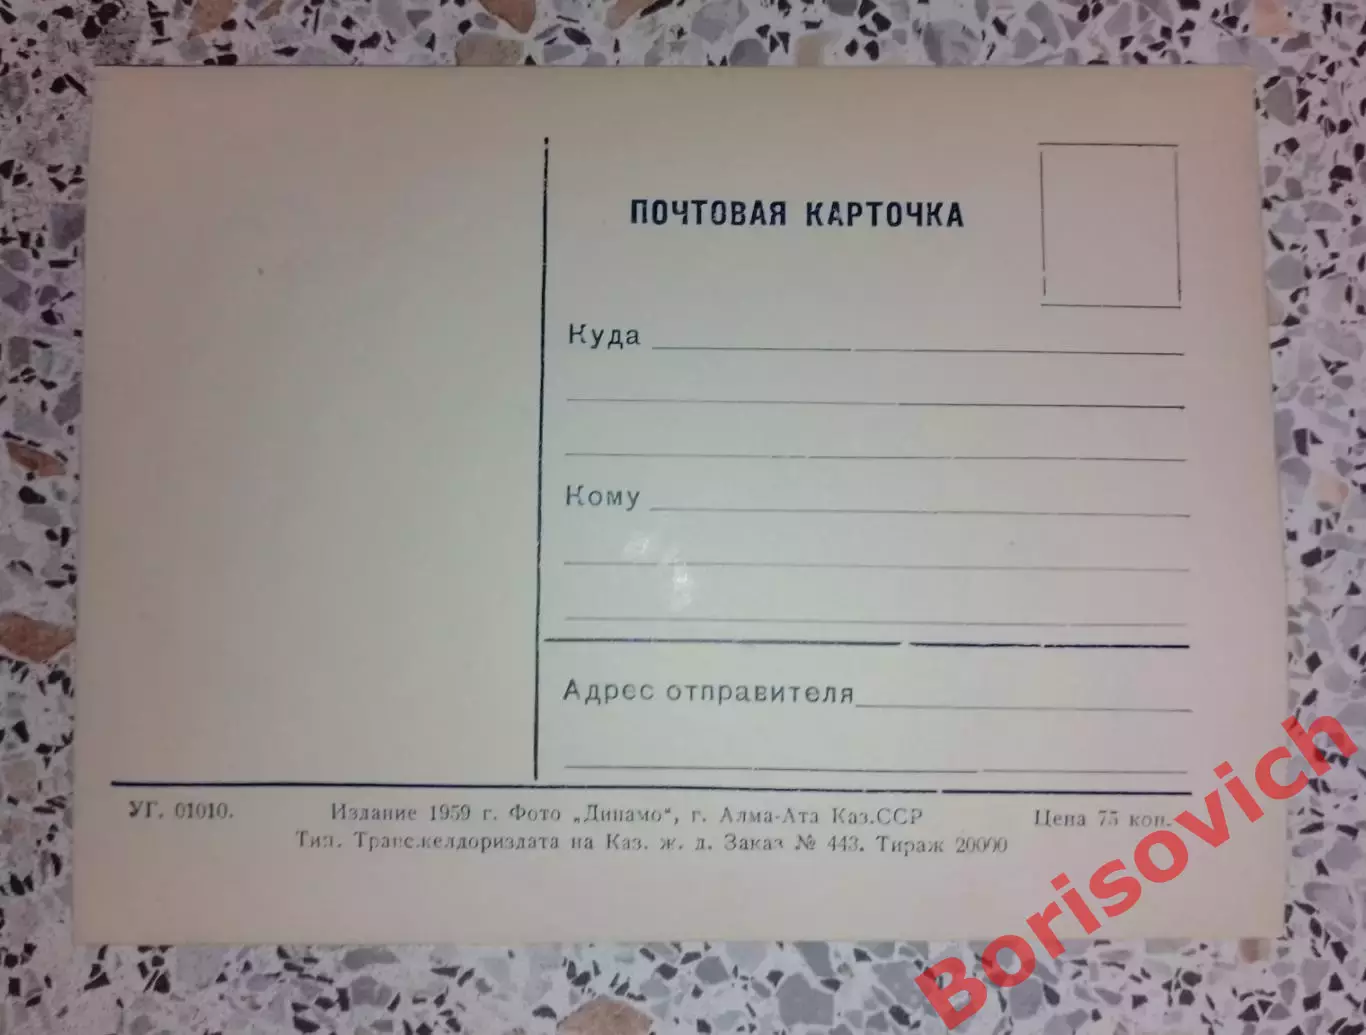 ПОЧТОВАЯ КАРТОЧКА
Куда
Кому
Адрес отправителя
УГ. 01010. Издание 1959 г. Фото „Динамо", г. Алма-Ата Каз.ССР Цена 75 коп.
Тип. Трансжелдориздата на Каз. ж. д. Заказ № 443. Тираж 20000
Borisovich